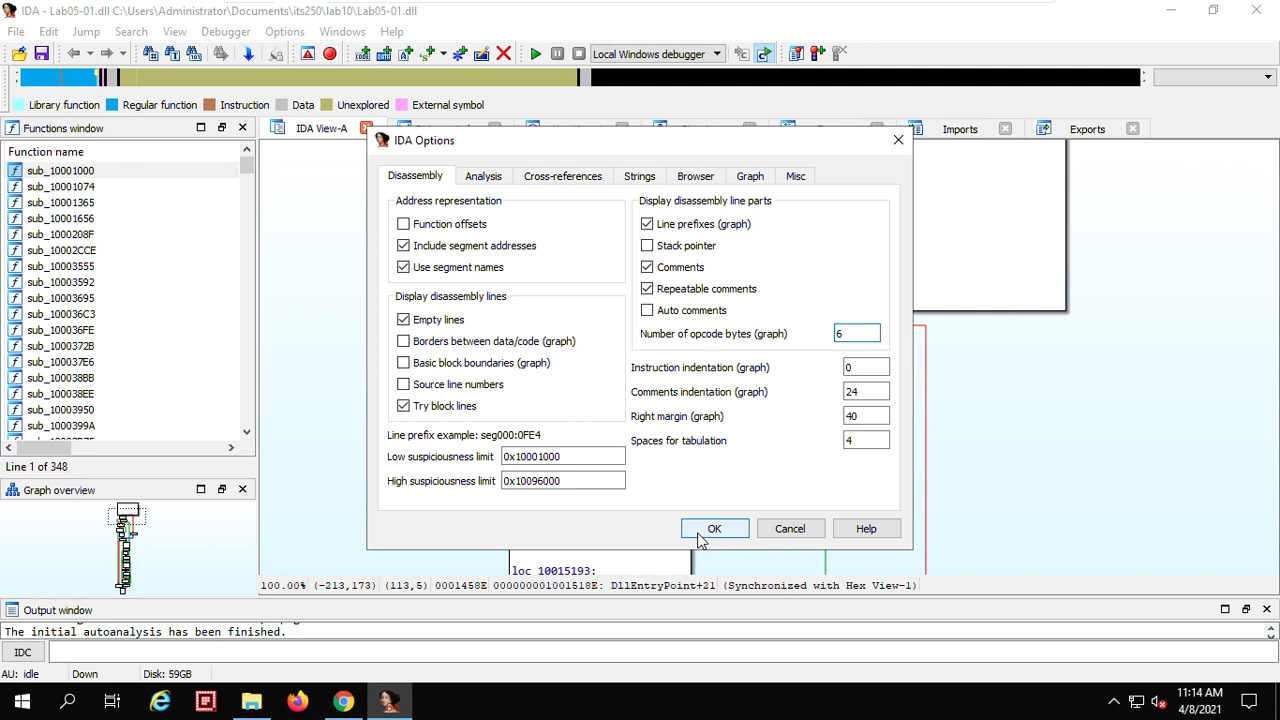 IDA - Lab05-01.dll C:\Users\Administrator\Documents\its250\lab10\Lab05-01.dll
File Edit Jump Search View Debugger Options Windows Help
Local Windows debugger
Library function Regular function Instruction Data Unexplored External symbol
Functions window
IDA View-A
Imports
Exports
Function name
sub_10001000
sub_10001074
sub_10001365
sub_10001656
sub_1000208F
sub_10002CCE
sub_10003555
sub_10003592
sub_10003695
sub_100036C3
sub_100036FE
sub_1000372B
sub_100037E6
sub_100038BB
sub_100038EE
sub_10003950
sub_1000399A
Line 1 of 348
Graph overview
IDA Options
Disassembly Analysis Cross-references Strings Browser Graph Misc
Address representation
Function offsets
Include segment addresses
Use segment names
Display disassembly lines
Empty lines
Borders between data/code (graph)
Basic block boundaries (graph)
Source line numbers
Try block lines
Line prefix example: seg000:0FE4
Low suspiciousness limit 0x10001000
High suspiciousness limit 0x10096000
Display disassembly line parts
Line prefixes (graph)
Stack pointer
Comments
Repeatable comments
Auto comments
Number of opcode bytes (graph) 6
Instruction indentation (graph) 0
Comments indentation (graph) 24
Right margin (graph) 40
Spaces for tabulation 4
OK Cancel Help
loc_10015193:
100.00% (-213,173) (113,5) 0001458E 000000001001518E: DllEntryPoint+21 (Synchronized with Hex View-1)
Output window
The initial autoanalysis has been finished.
IDC
AU: idle Down Disk: 59GB
11:14 AM
4/8/2021